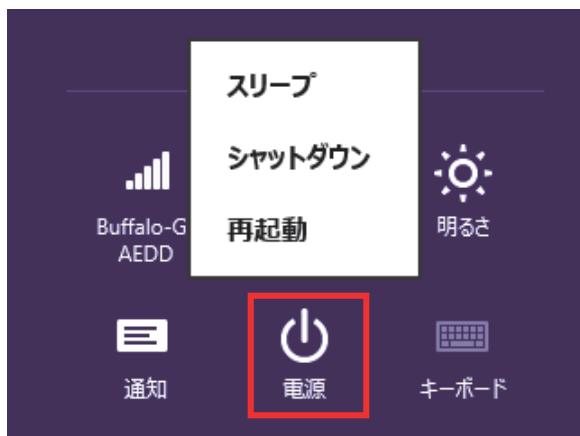 スリープ
シャットダウン
再起動
Buffalo-G
AEDD
明るさ
通知
電源
キーボード